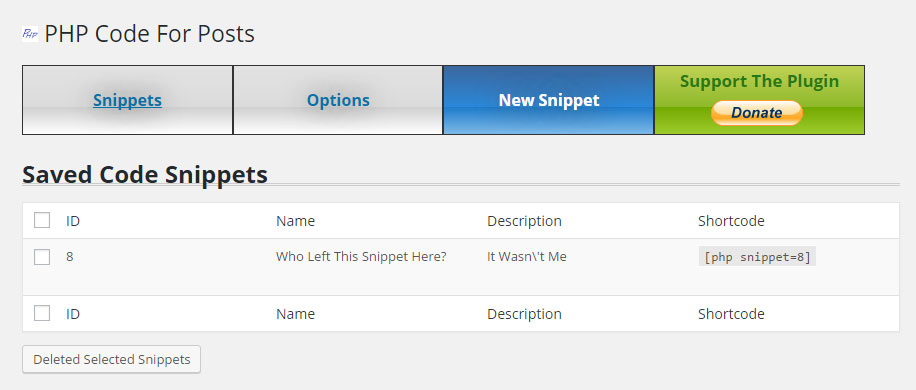 PHP PHP Code For Posts
Snippets Options New Snippet Support The Plugin
Donate
Saved Code Snippets
ID Name Description Shortcode
8 Who Left This Snippet Here? It Wasn\'t Me [php snippet=8]
ID Name Description Shortcode
Deleted Selected Snippets